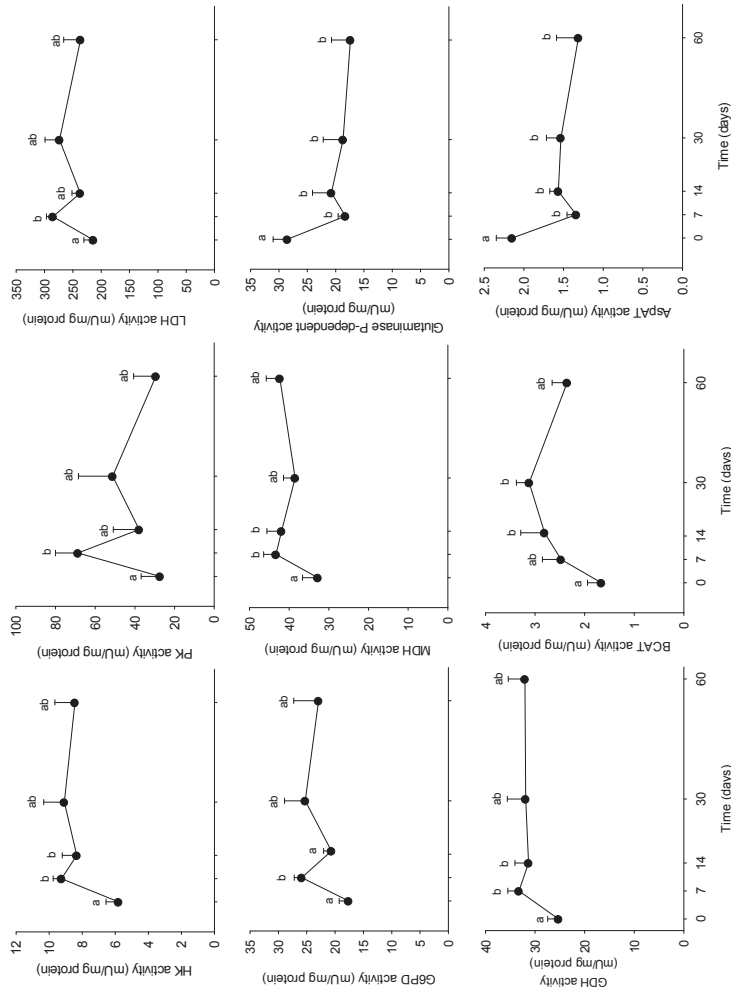 HK activity (mU/mg protein)
12
10
8
6
4
2
0
a
b
b
ab
ab
PK activity (mU/mg protein)
100
80
60
40
20
0
a
b
ab
ab
ab
LDH activity (mU/mg protein)
350
300
250
200
150
100
50
0
a
b
ab
ab
ab
G6PD activity (mU/mg protein)
40
30
20
10
0
a
b
a
ab
ab
MDH activity (mU/mg protein)
50
40
30
20
10
0
a
b
b
ab
ab
Glutaminase P-dependent activity
(mU/mg protein)
35
30
25
20
15
10
5
0
a
b
b
b
b
GDH activity
(mU/mg protein)
40
30
20
10
0
a
b
b
ab
ab
0 7 14 30 60
Time (days)
BCAT activity (mU/mg protein)
4
3
2
1
0
a
ab
b
b
ab
0 7 14 30 60
Time (days)
AspAT activity (mU/mg protein)
2.5
2.0
1.5
1.0
0.5
0.0
a
b
b
b
b
0 7 14 30 60
Time (days)